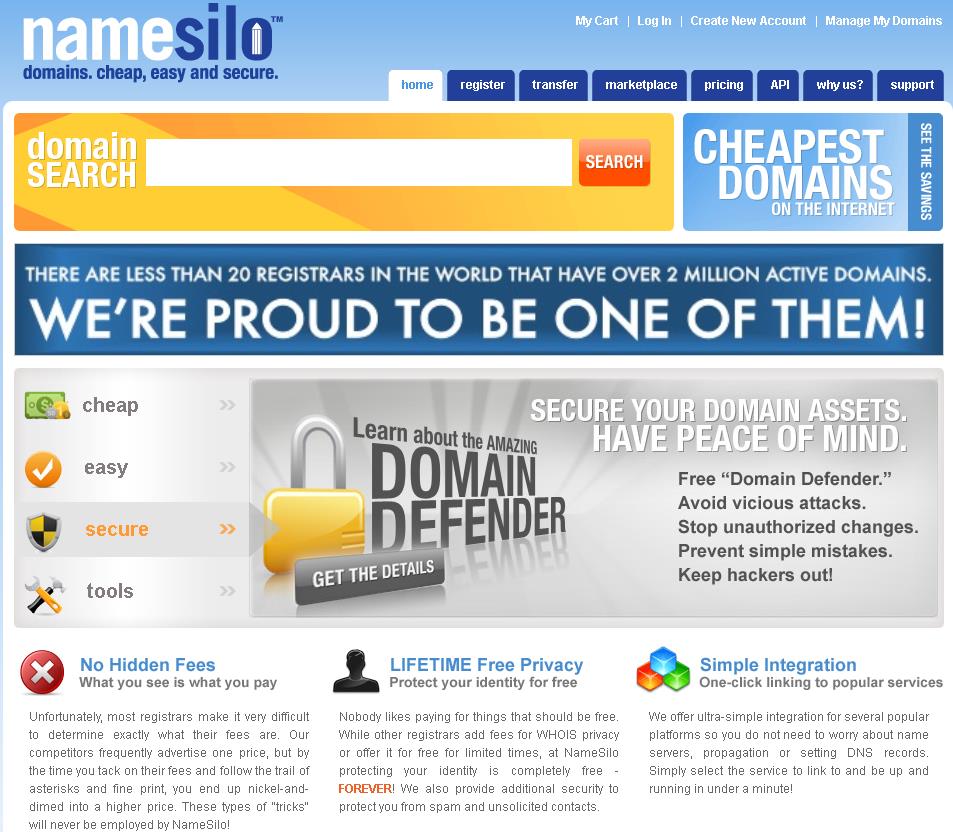 namesilo™
domains. cheap, easy and secure.
My Cart | Log In | Create New Account | Manage My Domains
home register transfer marketplace pricing API why us? support
domain
SEARCH
SEARCH
CHEAPEST
DOMAINS
ON THE INTERNET
SEE THE SAVINGS
THERE ARE LESS THAN 20 REGISTRARS IN THE WORLD THAT HAVE OVER 2 MILLION ACTIVE DOMAINS.
WE'RE PROUD TO BE ONE OF THEM!
cheap »
easy »
secure »
tools »
Learn about the AMAZING
DOMAIN
DEFENDER
GET THE DETAILS
SECURE YOUR DOMAIN ASSETS.
HAVE PEACE OF MIND.
Free “Domain Defender.”
Avoid vicious attacks.
Stop unauthorized changes.
Prevent simple mistakes.
Keep hackers out!
No Hidden Fees
What you see is what you pay
Unfortunately, most registrars make it very difficult
to determine exactly what their fees are. Our
competitors frequently advertise one price, but by
the time you tack on their fees and follow the trail of
asterisks and fine print, you end up nickel-and-
dimed into a higher price. These types of "tricks"
will never be employed by NameSilo!
LIFETIME Free Privacy
Protect your identity for free
Nobody likes paying for things that should be free.
While other registrars add fees for WHOIS privacy
or offer it for free for limited times, at NameSilo
protecting your identity is completely free -
FOREVER! We also provide additional security to
protect you from spam and unsolicited contacts.
Simple Integration
One-click linking to popular services
We offer ultra-simple integration for several popular
platforms so you do not need to worry about name
servers, propagation or setting DNS records.
Simply select the service to link to and be up and
running in under a minute!